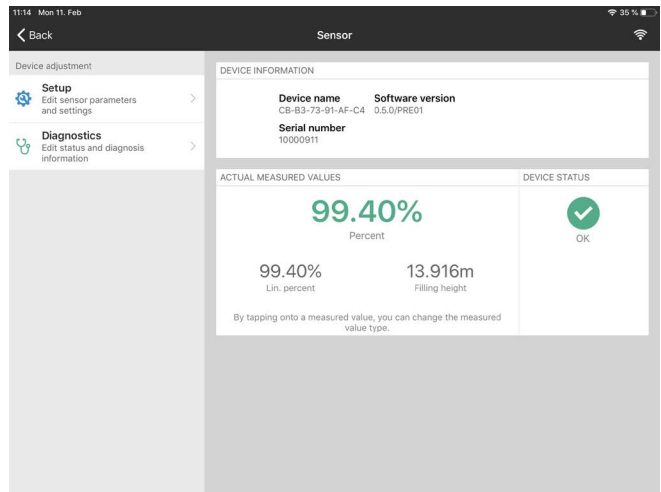 11:14 Mon 11. Feb
35 %
Back
Sensor
Device adjustment
Setup
Edit sensor parameters
and settings
Diagnostics
Edit status and diagnosis
information
DEVICE INFORMATION
Device name Software version
CB-B3-73-91-AF-C4 0.5.0/PRE01
Serial number
10000911
ACTUAL MEASURED VALUES
99.40%
Percent
99.40% 13.916m
Lin. percent Filling height
By tapping onto a measured value, you can change the measured
value type.
DEVICE STATUS
OK